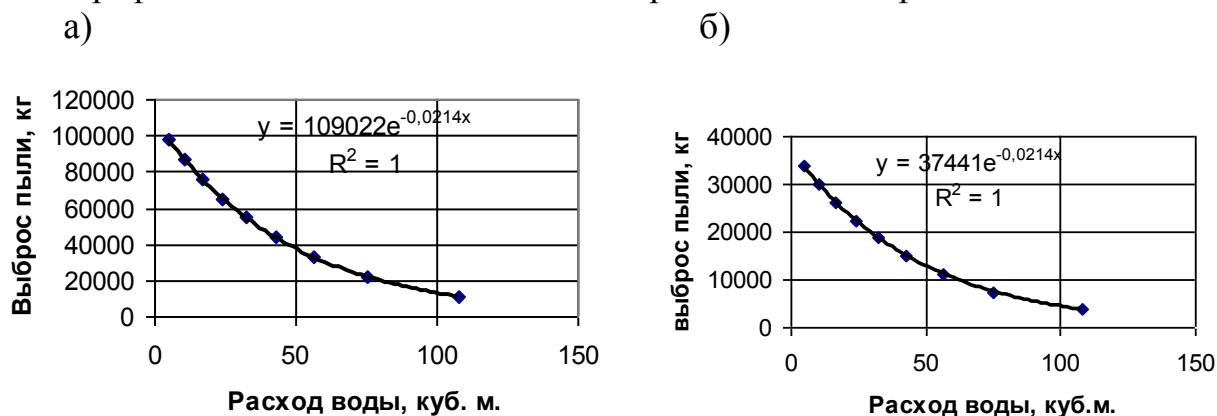 а)
б)
Выброс пыли, кг
120000
100000
80000
60000
40000
20000
0
y = 109022e^-0,0214x
R² = 1
0 50 100 150
Расход воды, куб. м.
выброс пыли, кг
40000
30000
20000
10000
0
y = 37441e^-0,0214x
R² = 1
0 50 100 150
Расход воды, куб.м.